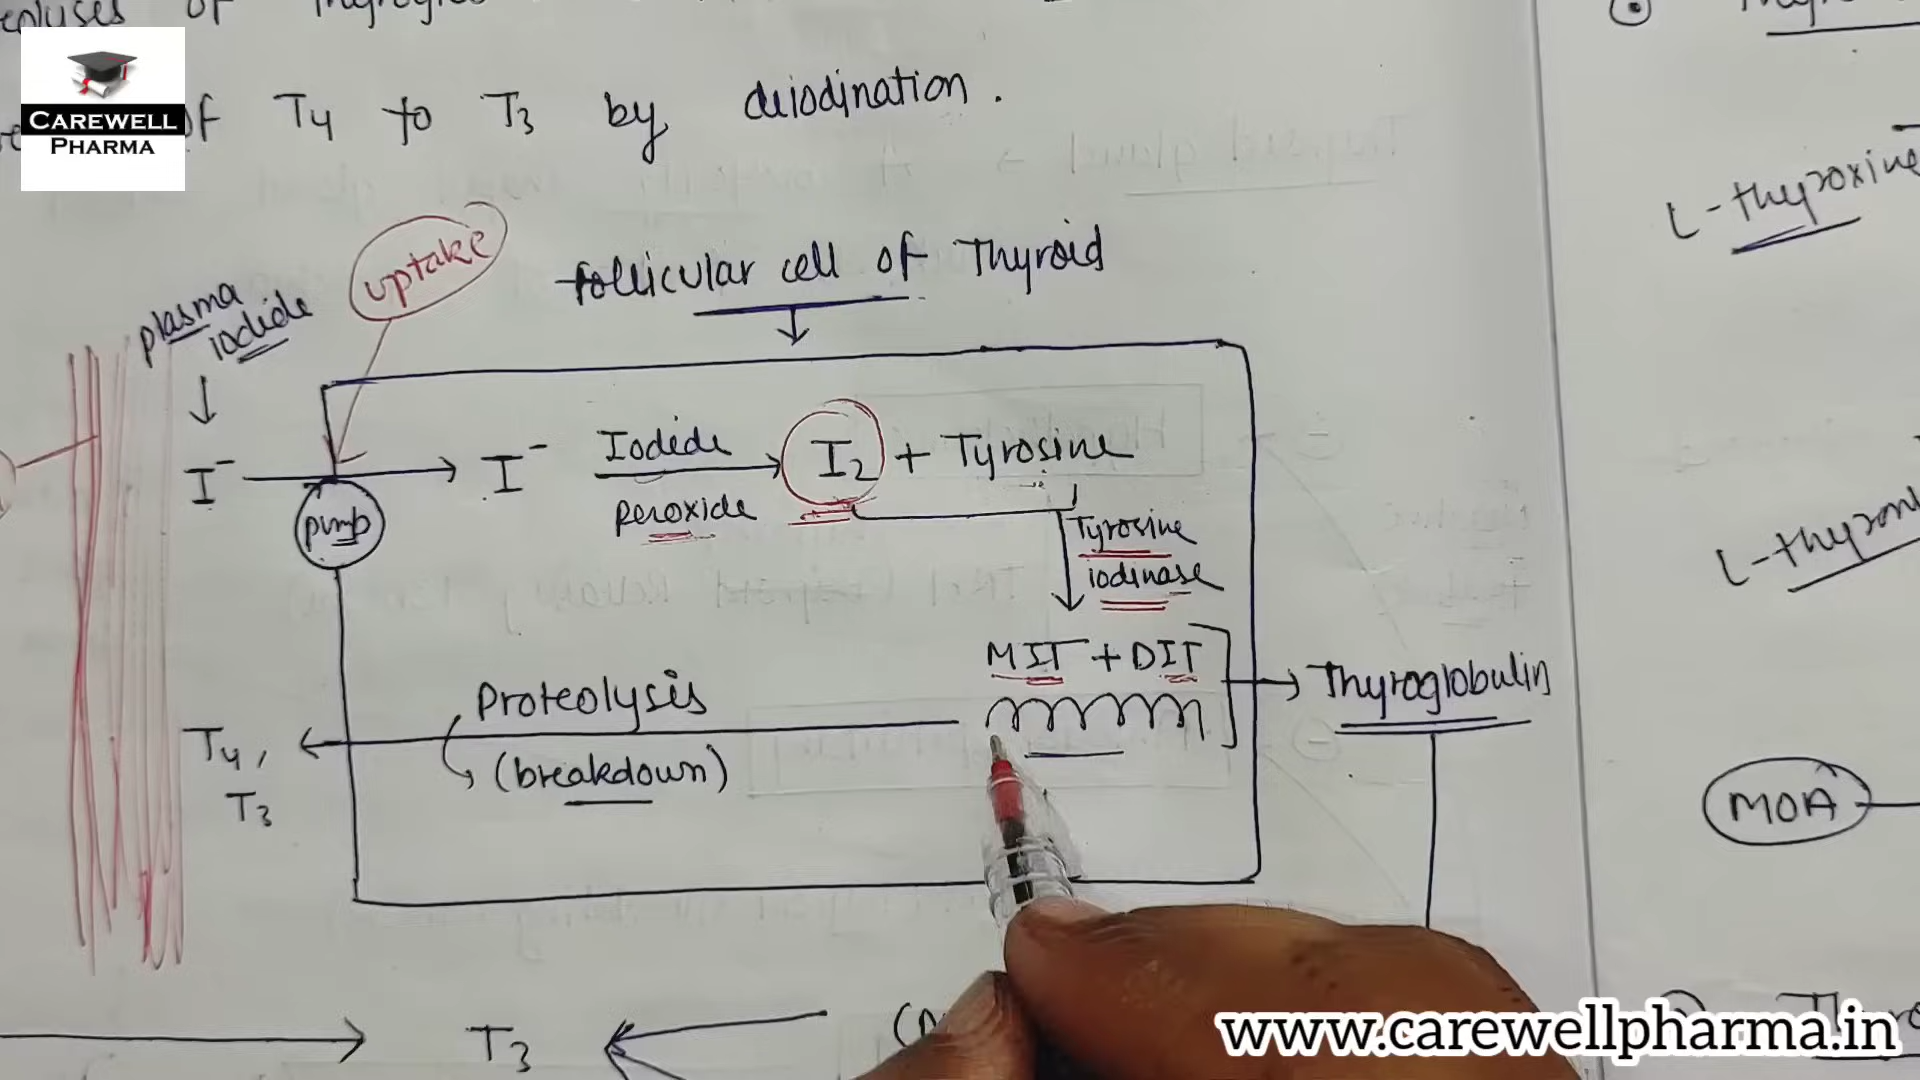 of
CAREWELL
PHARMA
of T4 to T3 by deiodination.
uptake
follicular cell of Thyroid
plasma
iodide
L-thyroxine
I⁻
pump
I⁻
Iodide
peroxide
I2 + Tyrosine
Tyrosine
iodinase
MIT + DIT
Thyroglobulin
Proteolysis
(breakdown)
T4,
T3
MOA
T3
www.carewellpharma.in